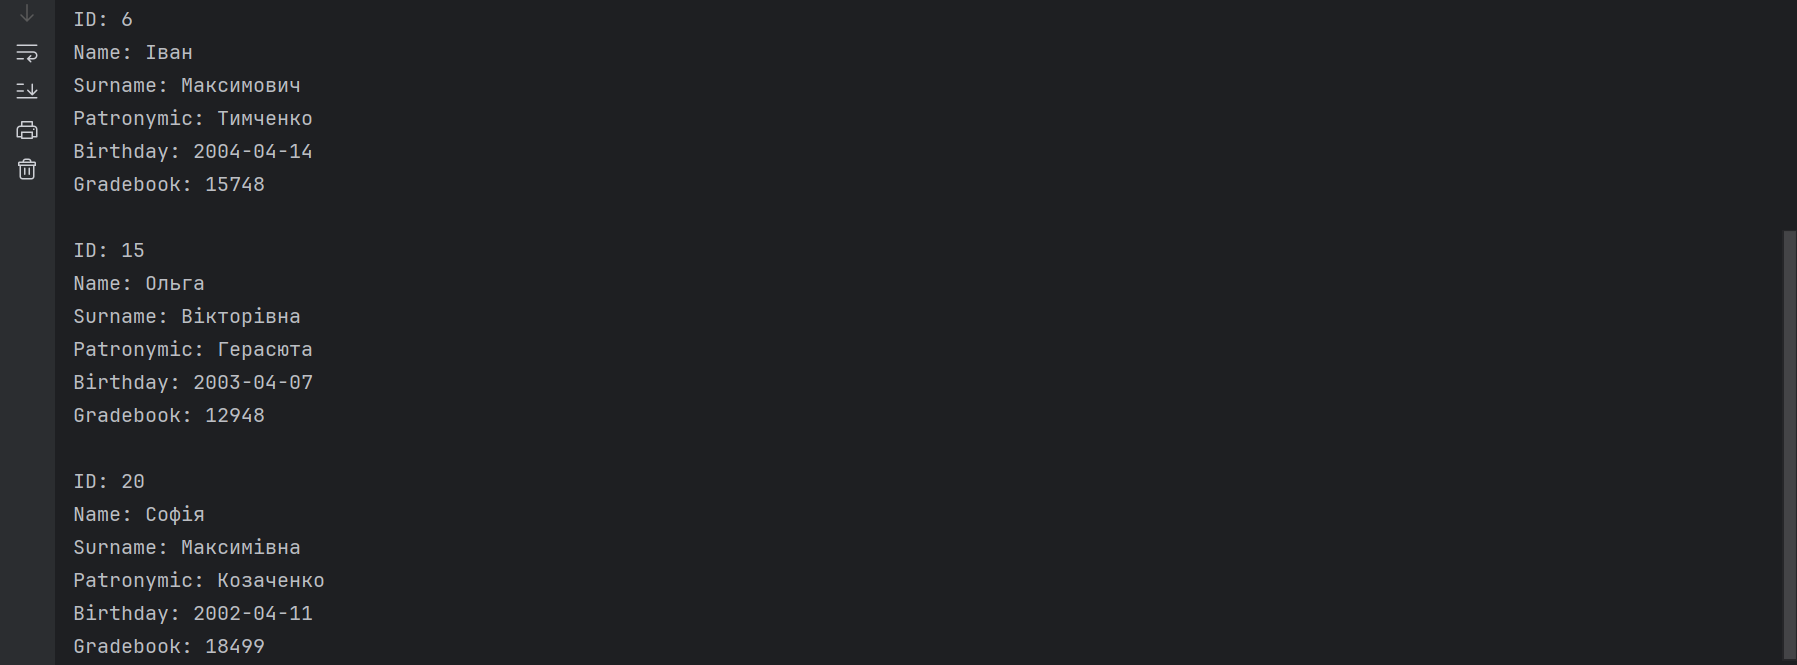 ID: 6
Name: Іван
Surname: Максимович
Patronymic: Тимченко
Birthday: 2004-04-14
Gradebook: 15748
ID: 15
Name: Ольга
Surname: Вікторівна
Patronymic: Герасюта
Birthday: 2003-04-07
Gradebook: 12948
ID: 20
Name: Софія
Surname: Максимівна
Patronymic: Козаченко
Birthday: 2002-04-11
Gradebook: 18499